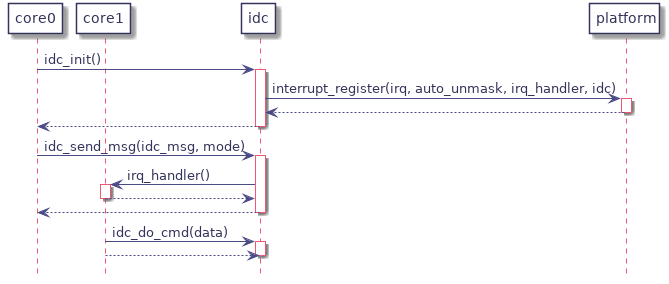 core0 core1 idc platform
idc_init()
interrupt_register(irq, auto_unmask, irq_handler, idc)
idc_send_msg(idc_msg, mode)
irq_handler()
idc_do_cmd(data)